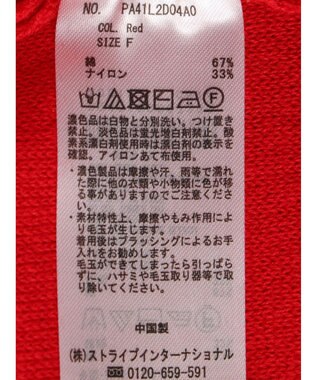 NO. PA41L2D04A0
COL. Red
SIZE F
綿 67%
ナイロン 33%
濃色品は白物と分別洗い。つけ置き
禁止。淡色品は蛍光増白剤禁止。酸
素系漂白剤使用時は漂白剤の表示を
確認。アイロンあて布使用。
・濃色製品は摩擦や汗、雨等で濡れ
た際に他の衣類や小物類に色が移
る事がありますのでご注意下さい。
・素材特性上、摩擦やもみ作用によ
り毛玉が生じます。
着用後はブラッシングによるお手
入れをお勧めします。
毛玉ができてしまったら引っぱら
ずに、ハサミや毛玉取り器等で取
り除いてください。
中国製
(株)ストライプインターナショナル
0120-659-591